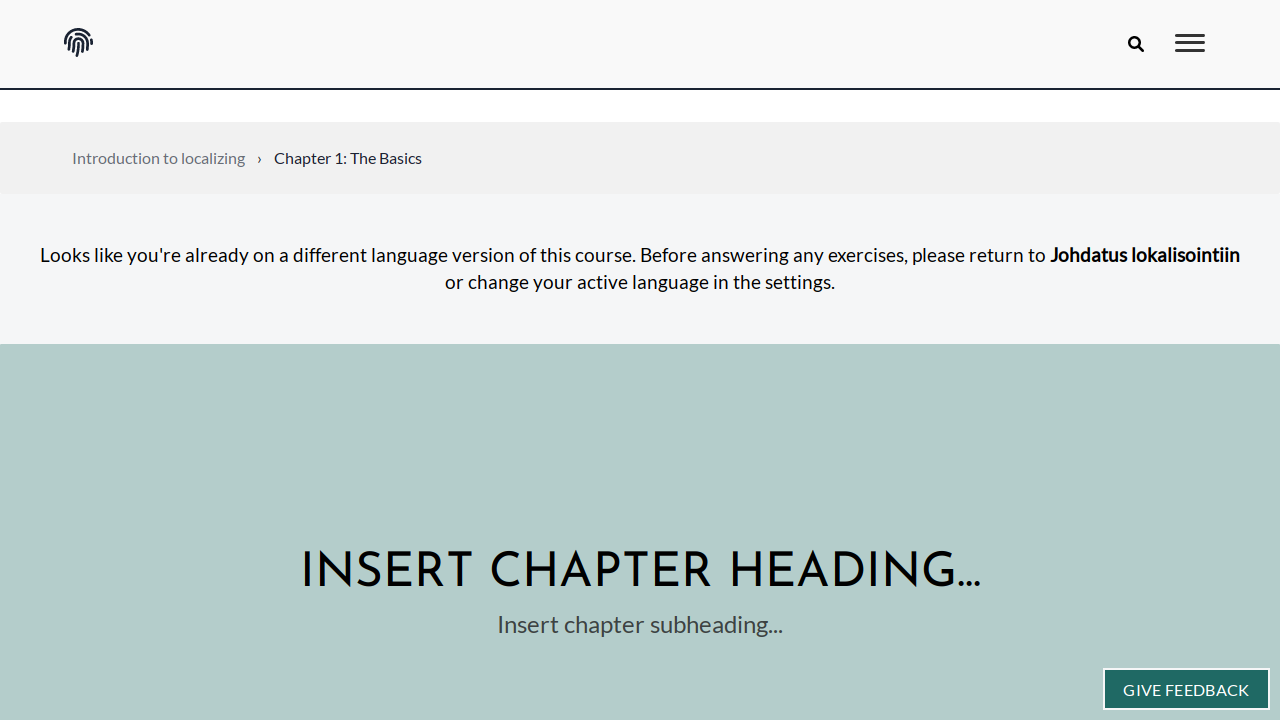 Introduction to localizing › Chapter 1: The Basics
Looks like you're already on a different language version of this course. Before answering any exercises, please return to Johdatus lokalisointiin
or change your active language in the settings.
INSERT CHAPTER HEADING...
Insert chapter subheading...
GIVE FEEDBACK